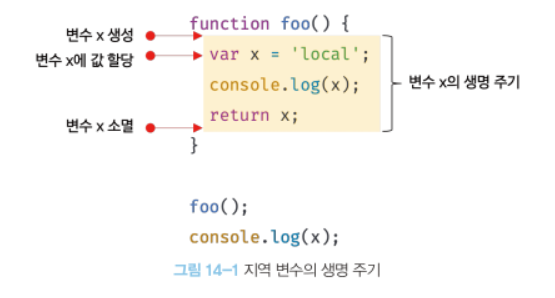 function foo() {
변수 x 생성
var x = 'local';
변수 x에 값 할당
console.log(x);
변수 x의 생명 주기
return x;
변수 x 소멸
}
foo();
console.log(x);
그림 14-1 지역 변수의 생명 주기